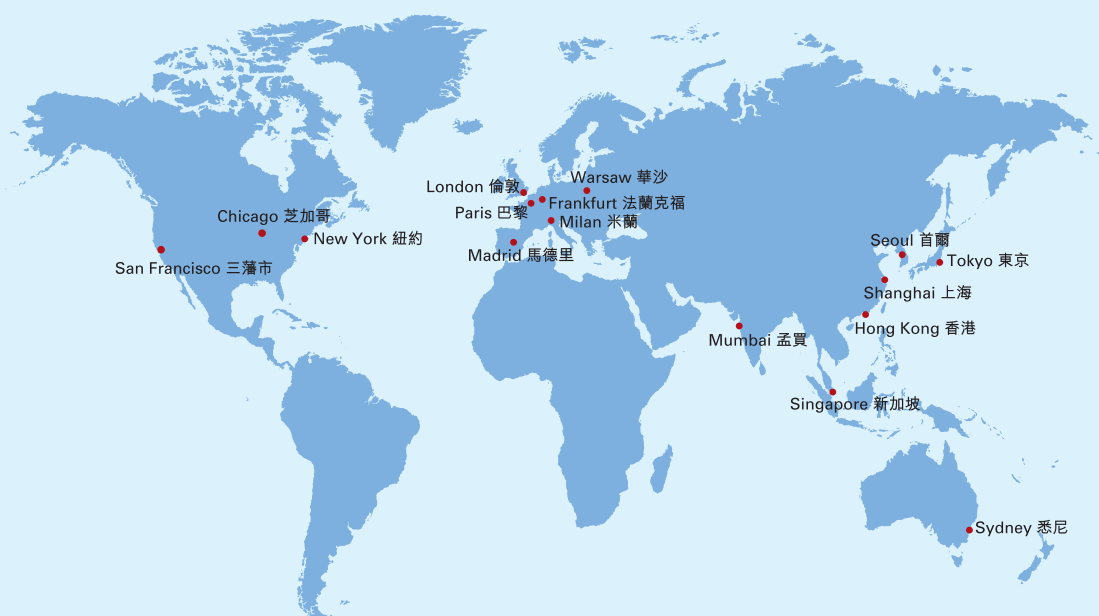 Warsaw 華沙
London 倫敦
Frankfurt 法蘭克福
Paris 巴黎
Chicago 芝加哥
Milan 米蘭
New York 紐約
Seoul 首爾
Madrid 馬德里
Tokyo 東京
San Francisco 三藩市
Shanghai 上海
Hong Kong 香港
Mumbai 孟買
Singapore 新加坡
Sydney 悉尼